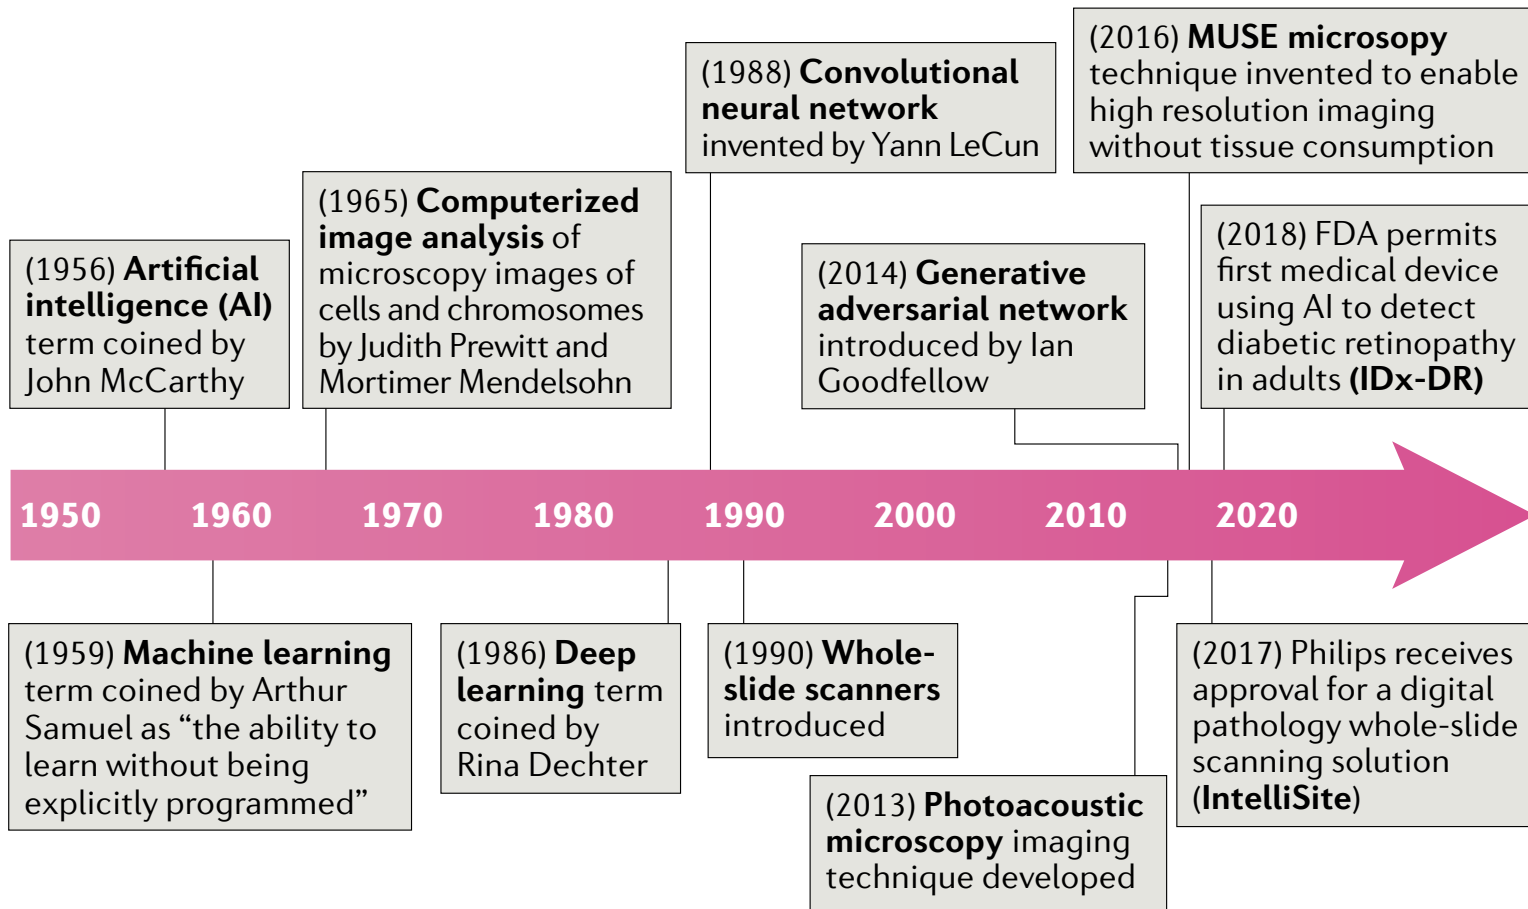 (1988) Convolutional
neural network
invented by Yann LeCun
(2016) MUSE microsopy
technique invented to enable
high resolution imaging
without tissue consumption
(1956) Artificial
intelligence (AI)
term coined by
John McCarthy
(1965) Computerized
image analysis of
microscopy images of
cells and chromosomes
by Judith Prewitt and
Mortimer Mendelsohn
(2014) Generative
adversarial network
introduced by Ian
Goodfellow
(2018) FDA permits
first medical device
using AI to detect
diabetic retinopathy
in adults (IDx-DR)
1950 1960 1970 1980 1990 2000 2010 2020
(1959) Machine learning
term coined by Arthur
Samuel as “the ability to
learn without being
explicitly programmed”
(1986) Deep
learning term
coined by
Rina Dechter
(1990) Whole-
slide scanners
introduced
(2013) Photoacoustic
microscopy imaging
technique developed
(2017) Philips receives
approval for a digital
pathology whole-slide
scanning solution
(IntelliSite)